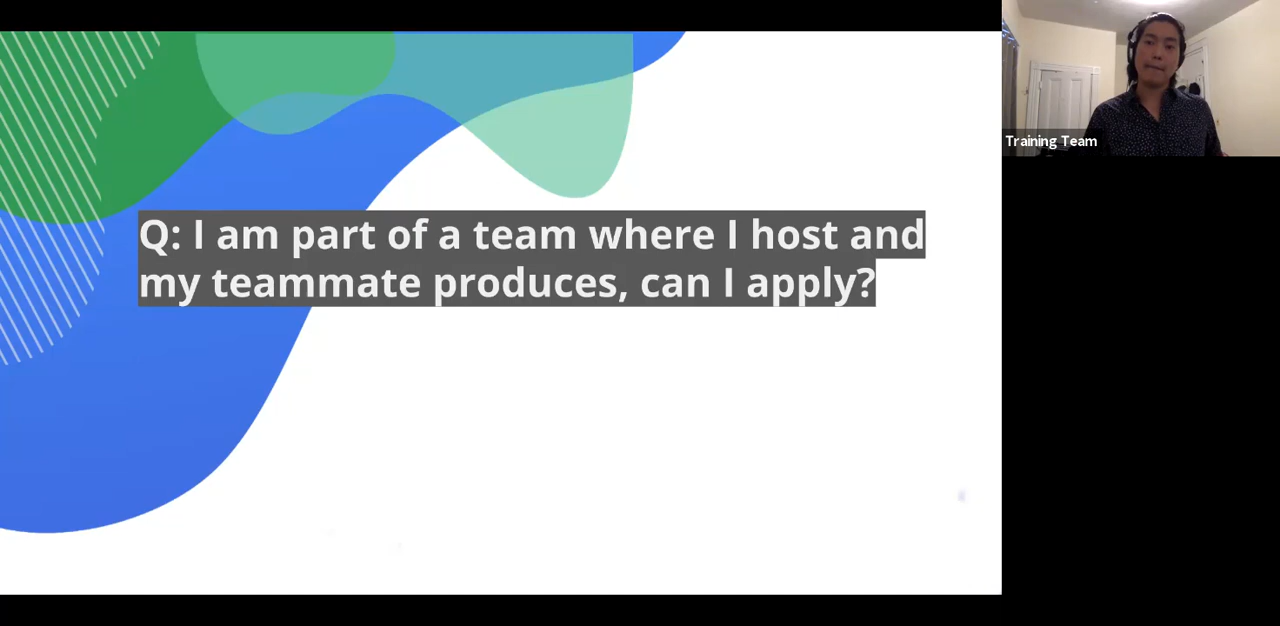 Q: I am part of a team where I host and
my teammate produces, can I apply?
Training Team